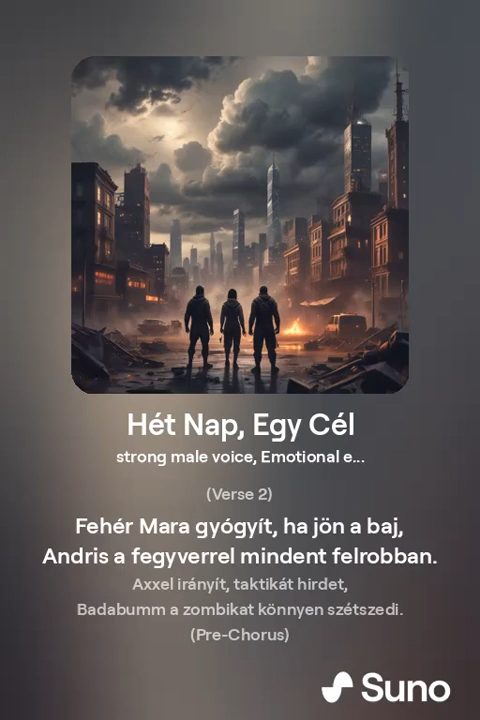 Hét Nap, Egy Cél
strong male voice, Emotional e...
(Verse 2)
Fehér Mara gyógyít, ha jön a baj,
Andris a fegyverrel mindent felrobban.
Axxel irányít, taktikát hirdet,
Badabumm a zombikat könnyen szétszedi.
(Pre-Chorus)
Suno